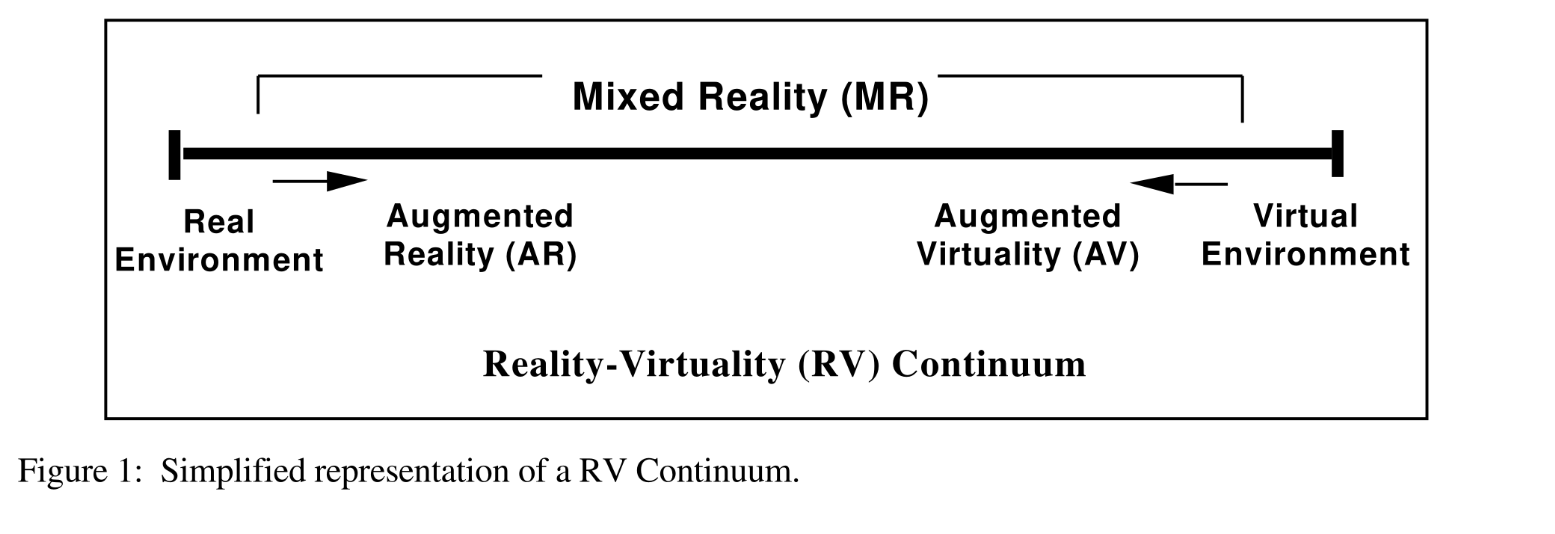 Mixed Reality (MR)
Real
Environment
Augmented
Reality (AR)
Augmented
Virtuality (AV)
Virtual
Environment
Reality-Virtuality (RV) Continuum
Figure 1:  Simplified representation of a RV Continuum.